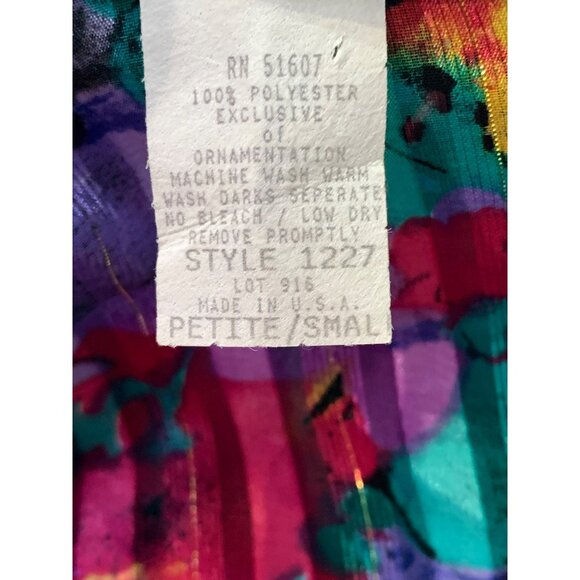 RN 51607
100% POLYESTER
EXCLUSIVE
of
ORNAMENTATION
MACHINE WASH WARM
WASH DARKS SEPERATE
NO BLEACH / LOW DRY
REMOVE PROMPTLY
STYLE 1227
LOT 916
MADE IN U.S.A.
PETITE/SMAL